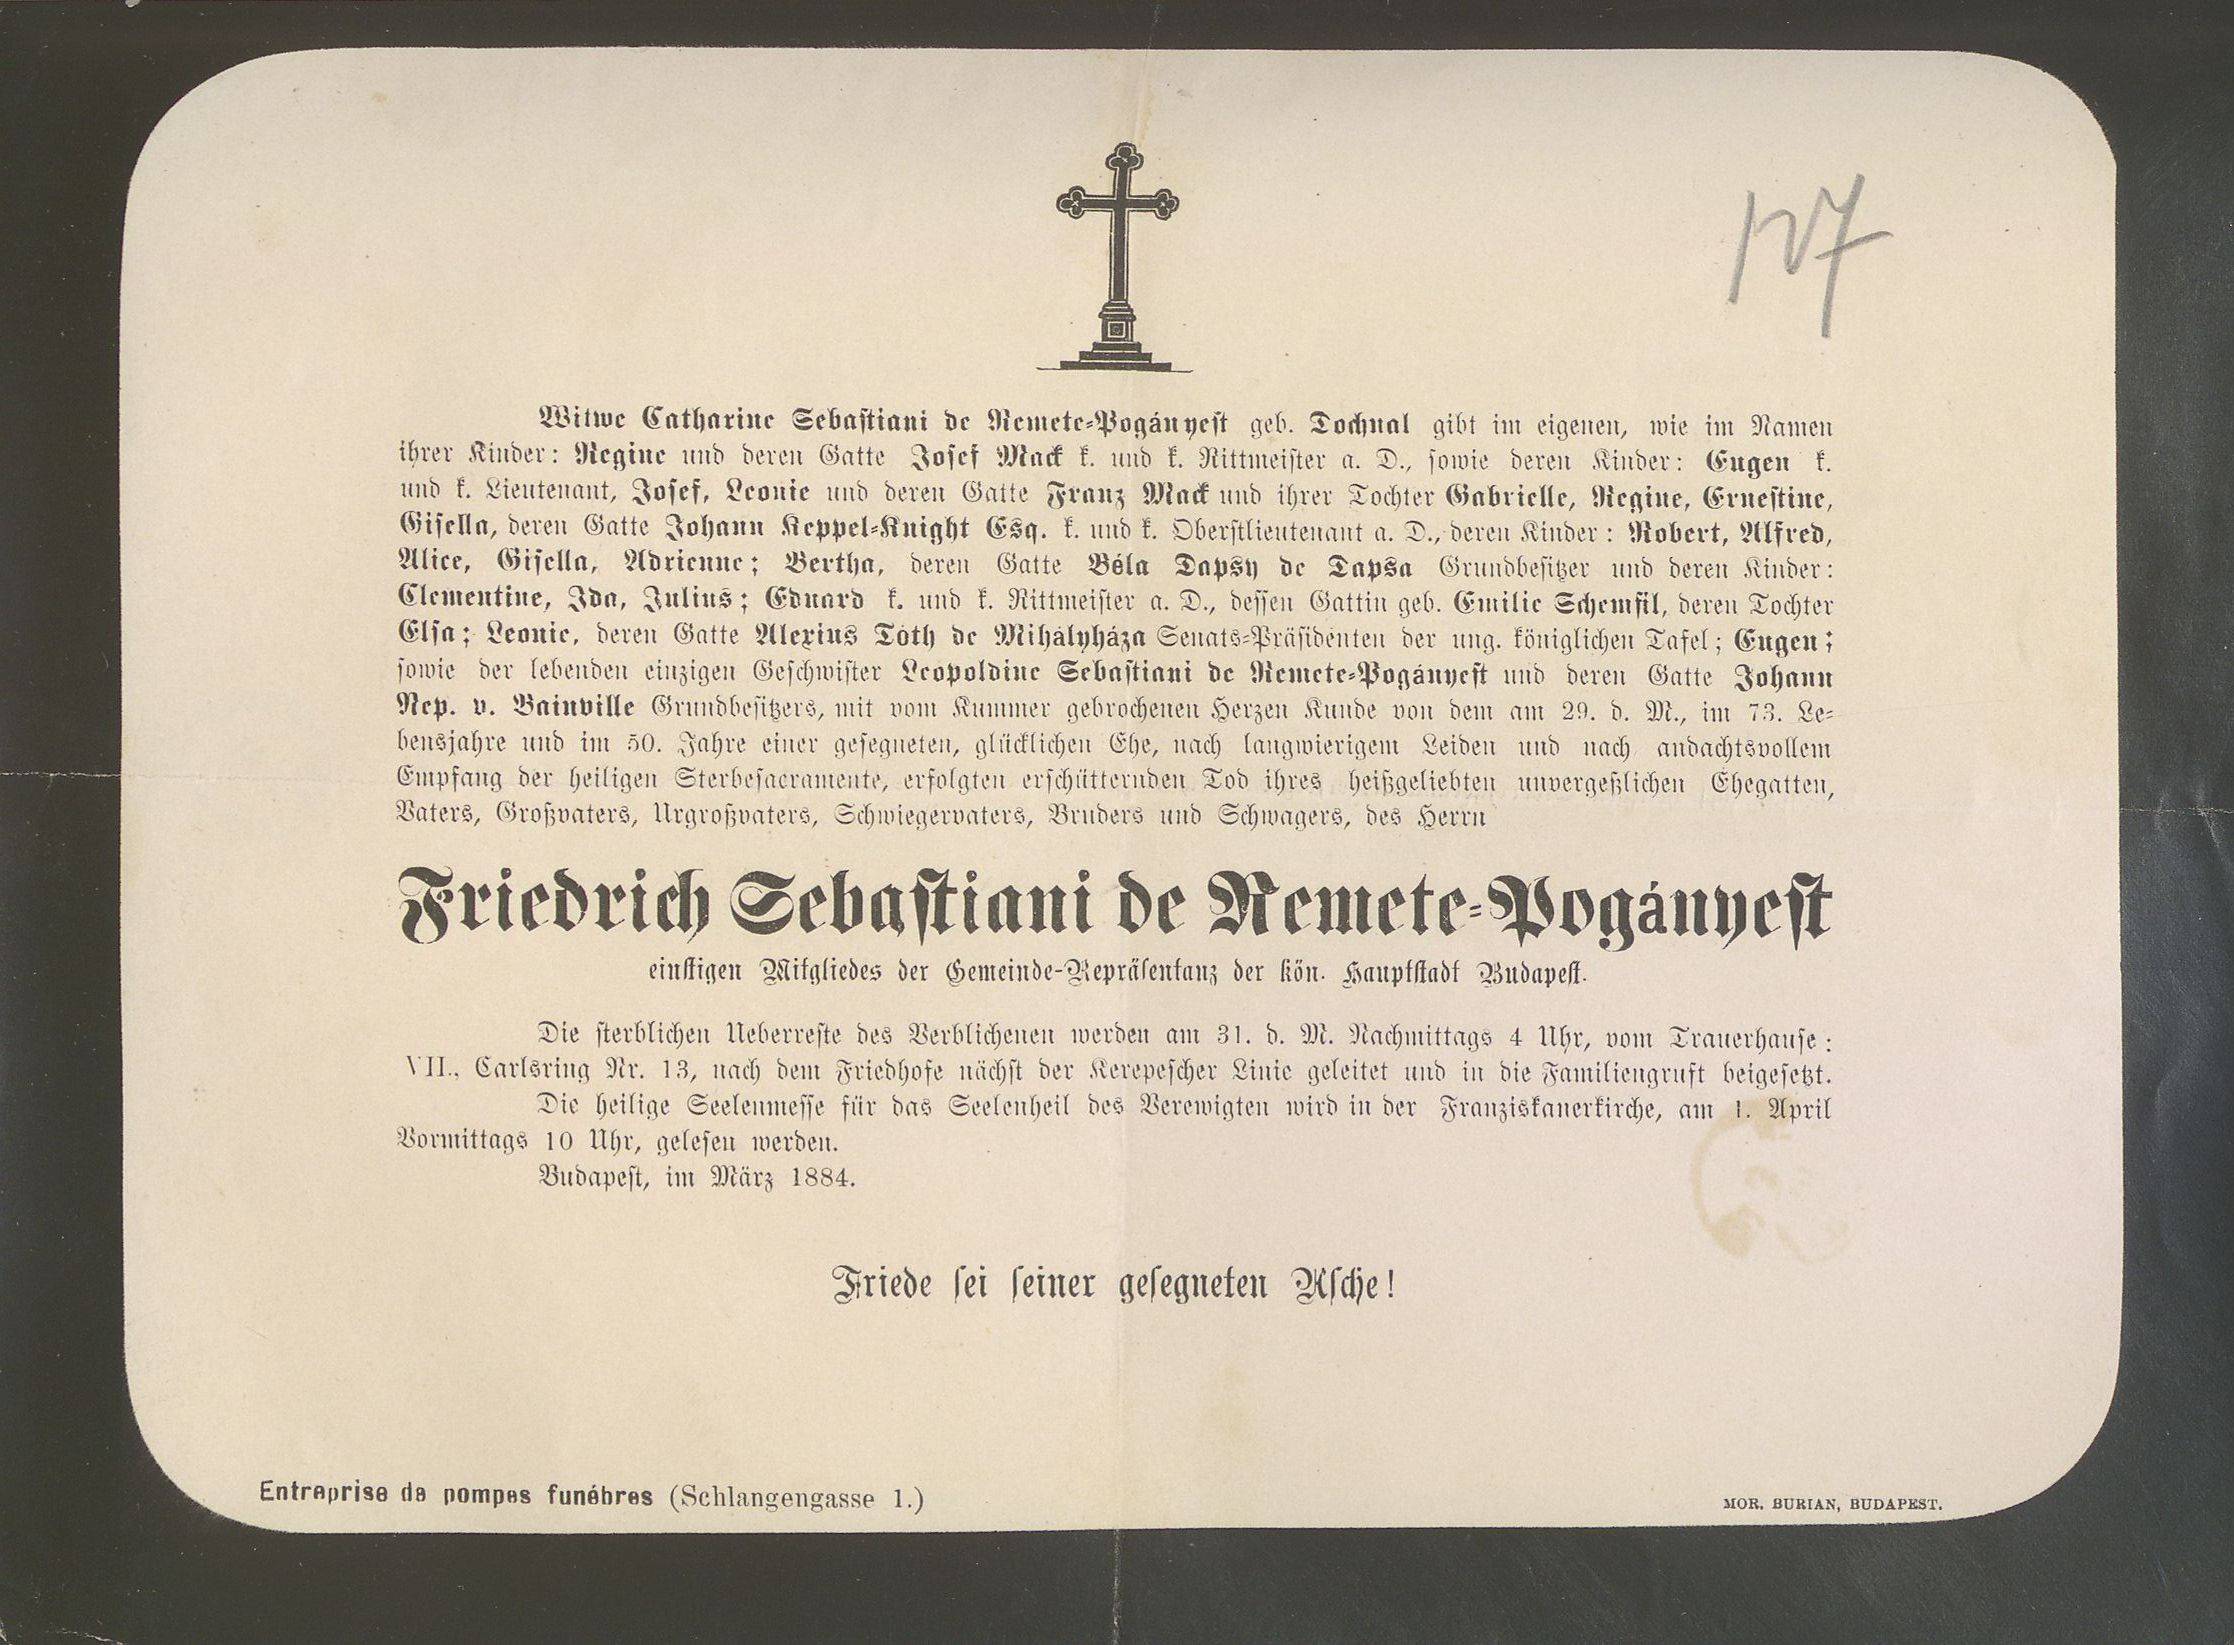 127
Witwe Catharine Sebastiani de Remete-Pogányest geb. Tochnal gibt im eigenen, wie im Namen
ihrer Kinder: Regine und deren Gatte Josef Mack k. und k. Rittmeister a. D., sowie deren Kinder: Eugen k.
und k. Lieutenant, Josef, Leonie und deren Gatte Franz Mack und ihrer Tochter Gabrielle, Regine, Ernestine,
Gisella, deren Gatte Johann Keppel-Knight Esq. k. und k. Oberstlieutenant a. D., deren Kinder: Robert, Alfred,
Alice, Gisella, Adrienne; Bertha, deren Gatte Béla Dapsy de Tapsa Grundbesitzer und deren Kinder:
Clementine, Ida, Julius; Eduard k. und k. Rittmeister a. D., dessen Gattin geb. Emilie Schemfil, deren Tochter
Elsa; Leonie, deren Gatte Alexius Tóth de Mihályháza Senats-Präsidenten der ung. königlichen Tafel; Eugen;
sowie der lebenden einzigen Geschwister Leopoldine Sebastiani de Remete-Pogányest und deren Gatte Johann
Nep. v. Bainville Grundbesitzers, mit vom Kummer gebrochenen Herzen Kunde von dem am 29. d. M., im 73. Le-
bensjahre und im 50. Jahre einer gesegneten, glücklichen Ehe, nach langwierigem Leiden und nach andachtsvollem
Empfang der heiligen Sterbesacramente, erfolgten erschütternden Tod ihres heißgeliebten unvergeßlichen Ehegatten,
Vaters, Großvaters, Urgroßvaters, Schwiegervaters, Bruders und Schwagers, des Herrn
Friedrich Sebastiani de Remete-Pogányest
einstigen Mitgliedes der Gemeinde-Repräsentanz der kön. Hauptstadt Budapest.
Die sterblichen Ueberreste des Verblichenen werden am 31. d. M. Nachmittags 4 Uhr, vom Trauerhause:
VII., Carlsring Nr. 13, nach dem Friedhofe nächst der Kerepescher Linie geleitet und in die Familiengruft beigesetzt.
Die heilige Seelenmesse für das Seelenheil des Verewigten wird in der Franziskanerkirche, am 1. April
Vormittags 10 Uhr, gelesen werden.
Budapest, im März 1884.
Friede sei seiner gesegneten Asche!
Entreprise de pompes funébres (Schlangengasse 1.)
MOR. BURIAN, BUDAPEST.